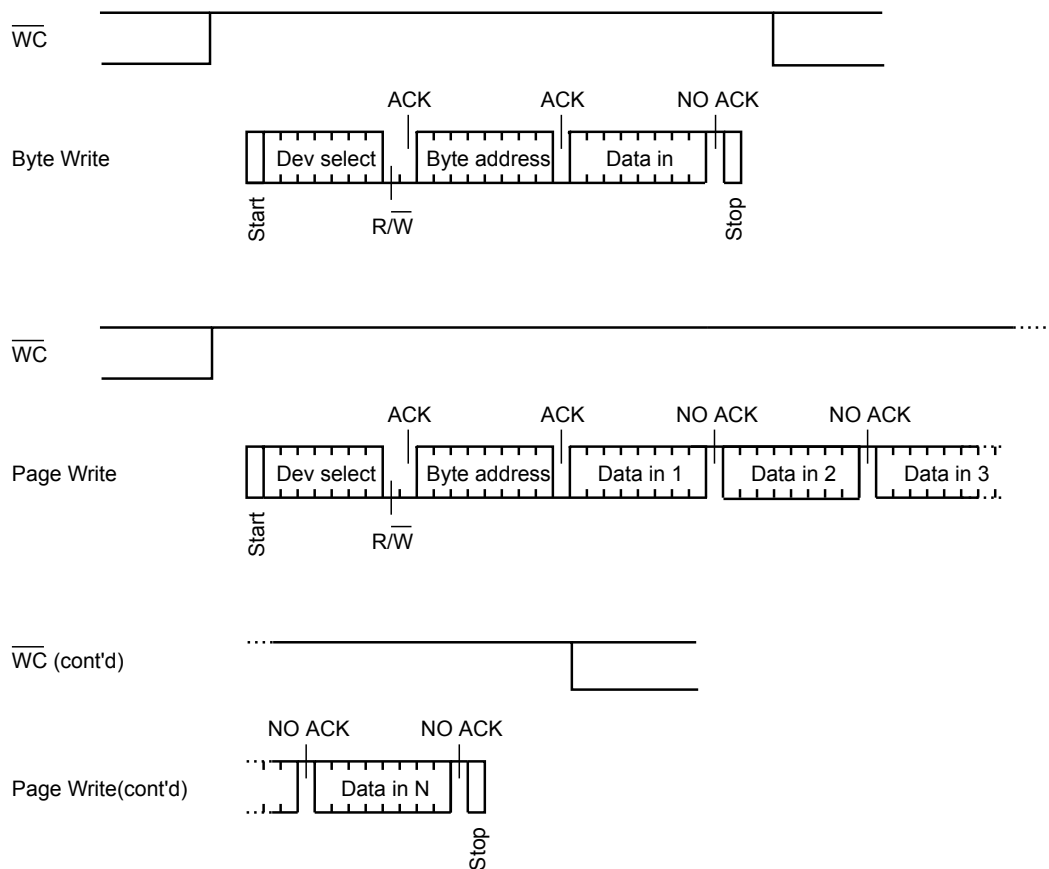 WC
ACK ACK NO ACK
Byte Write Dev select Byte address Data in
Start R/W Stop
WC
ACK ACK NO ACK NO ACK
Page Write Dev select Byte address Data in 1 Data in 2 Data in 3
Start R/W
WC (cont'd)
NO ACK NO ACK
Page Write(cont'd) Data in N
Stop